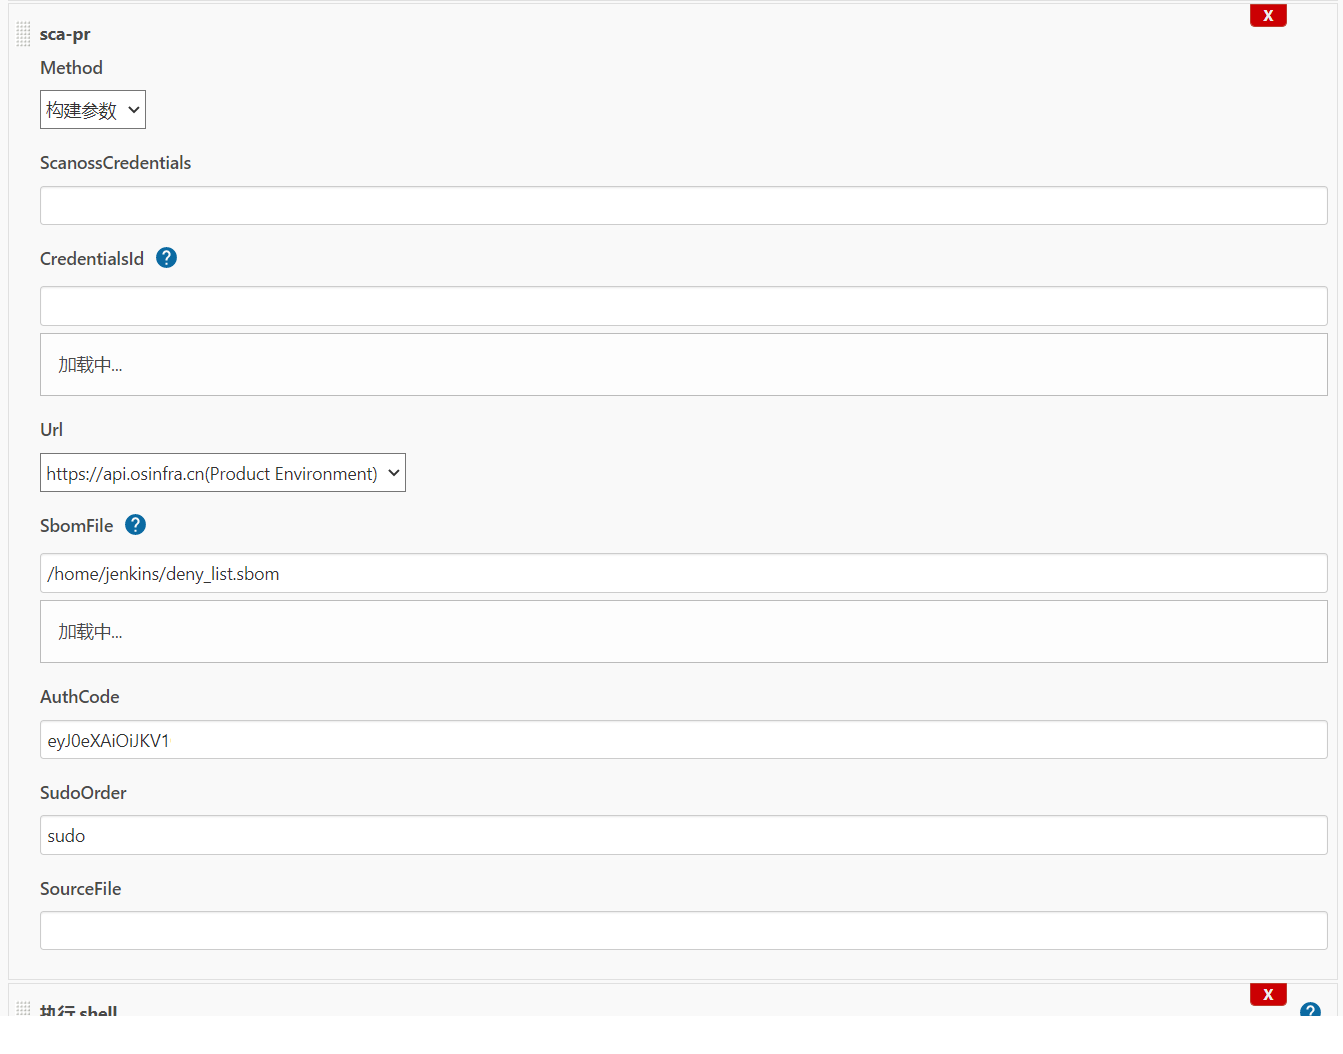 sca-pr
X
Method
构建参数
ScanossCredentials
CredentialsId ?
加载中...
Url
https://api.osinfra.cn(Product Environment)
SbomFile ?
/home/jenkins/deny_list.sbom
加载中...
AuthCode
eyJ0eXAiOiJKV1
SudoOrder
sudo
SourceFile
X
执行 shell
?